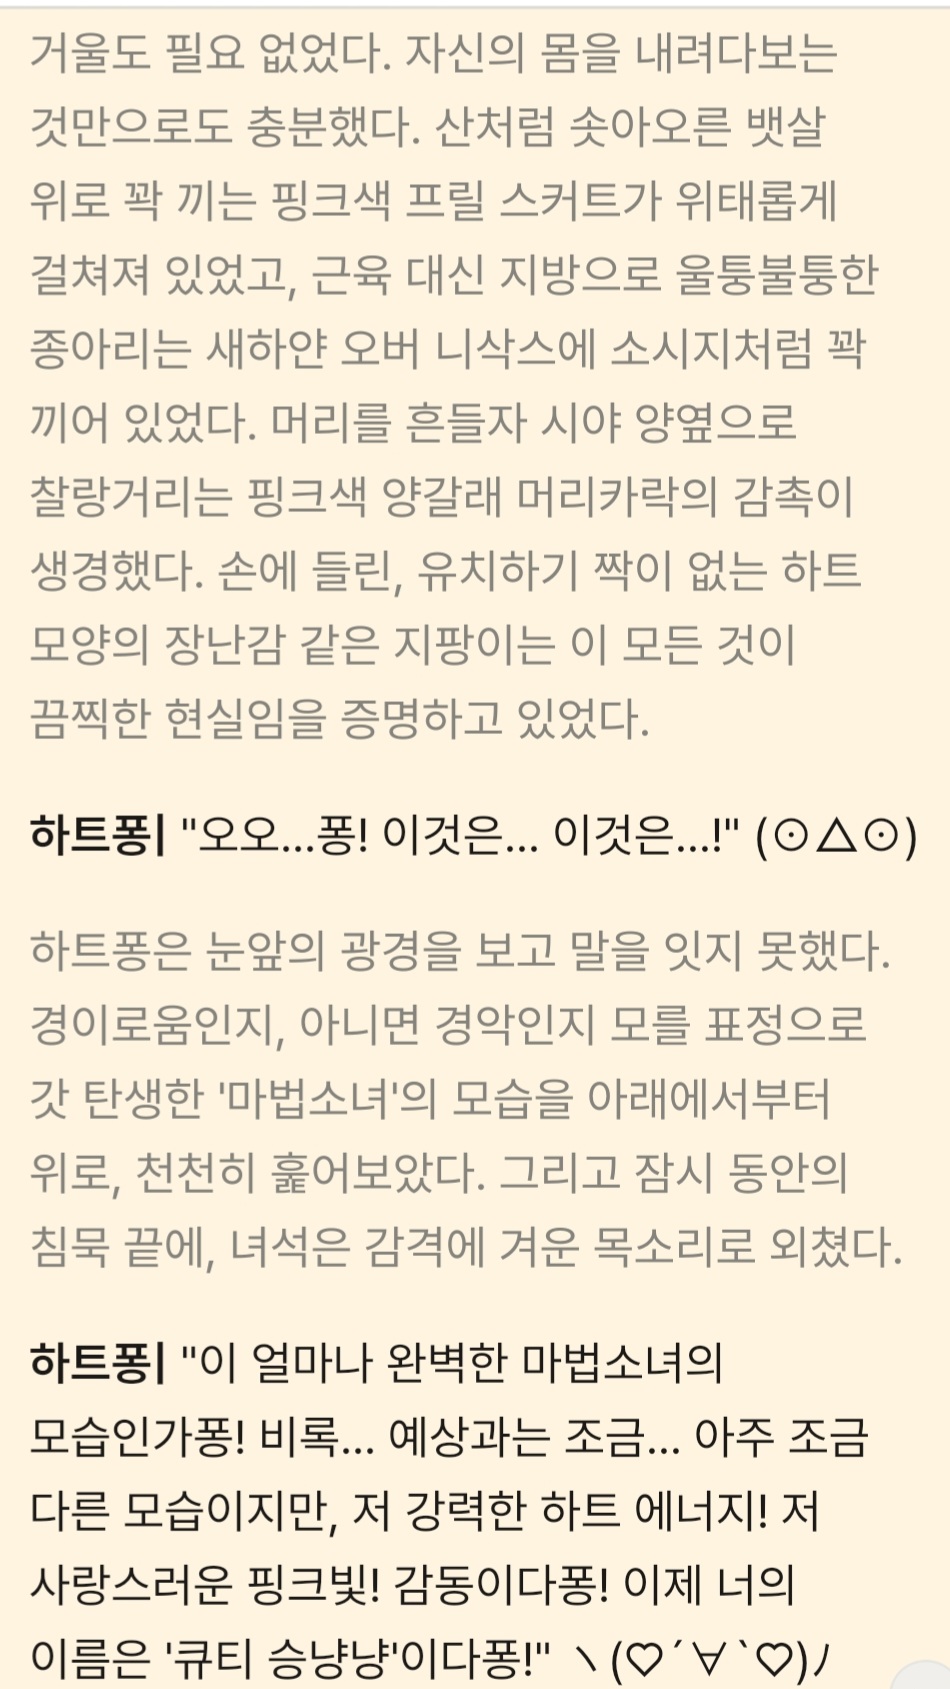 거울도 필요 없었다. 자신의 몸을 내려다보는
것만으로도 충분했다. 산처럼 솟아오른 뱃살
위로 꽉 끼는 핑크색 프릴 스커트가 위태롭게
걸쳐져 있었고, 근육 대신 지방으로 울퉁불퉁한
종아리는 새하얀 오버 니삭스에 소시지처럼 꽉
끼어 있었다. 머리를 흔들자 시야 양옆으로
찰랑거리는 핑크색 양갈래 머리카락의 감촉이
생경했다. 손에 들린, 유치하기 짝이 없는 하트
모양의 장난감 같은 지팡이는 이 모든 것이
끔찍한 현실임을 증명하고 있었다.
하트퐁| "오오...퐁! 이것은... 이것은...!" (⊙△⊙)
하트퐁은 눈앞의 광경을 보고 말을 잇지 못했다.
경이로움인지, 아니면 경악인지 모를 표정으로
갓 탄생한 '마법소녀'의 모습을 아래에서부터
위로, 천천히 훑어보았다. 그리고 잠시 동안의
침묵 끝에, 녀석은 감격에 겨운 목소리로 외쳤다.
하트퐁| "이 얼마나 완벽한 마법소녀의
모습인가퐁! 비록... 예상과는 조금... 아주 조금
다른 모습이지만, 저 강력한 하트 에너지! 저
사랑스러운 핑크빛! 감동이다퐁! 이제 너의
이름은 '큐티 승냥냥'이다퐁!" ヽ(♡´∀`♡)ﾉ